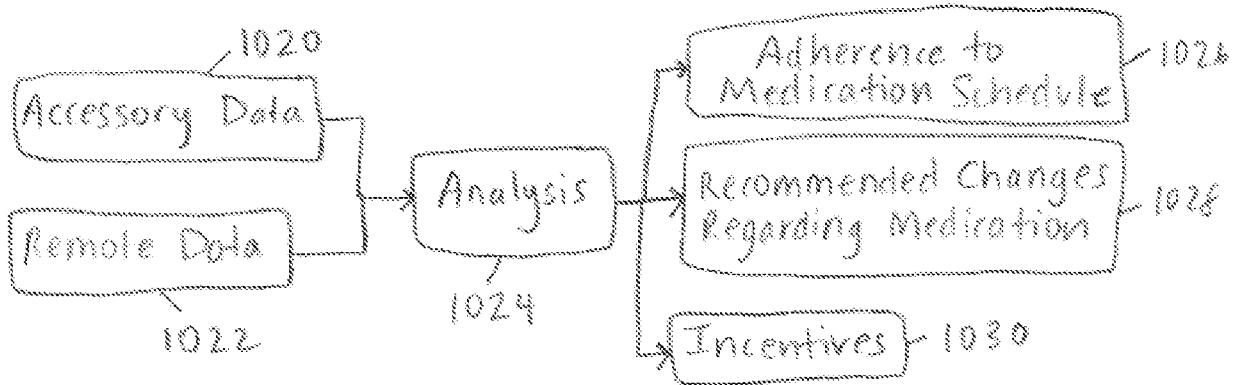 1020
Accessory Data
Remote Data
1022
Analysis
1024
Adherence to
Medication Schedule
1026
Recommended Changes
Regarding Medication
1028
Incentives
1030